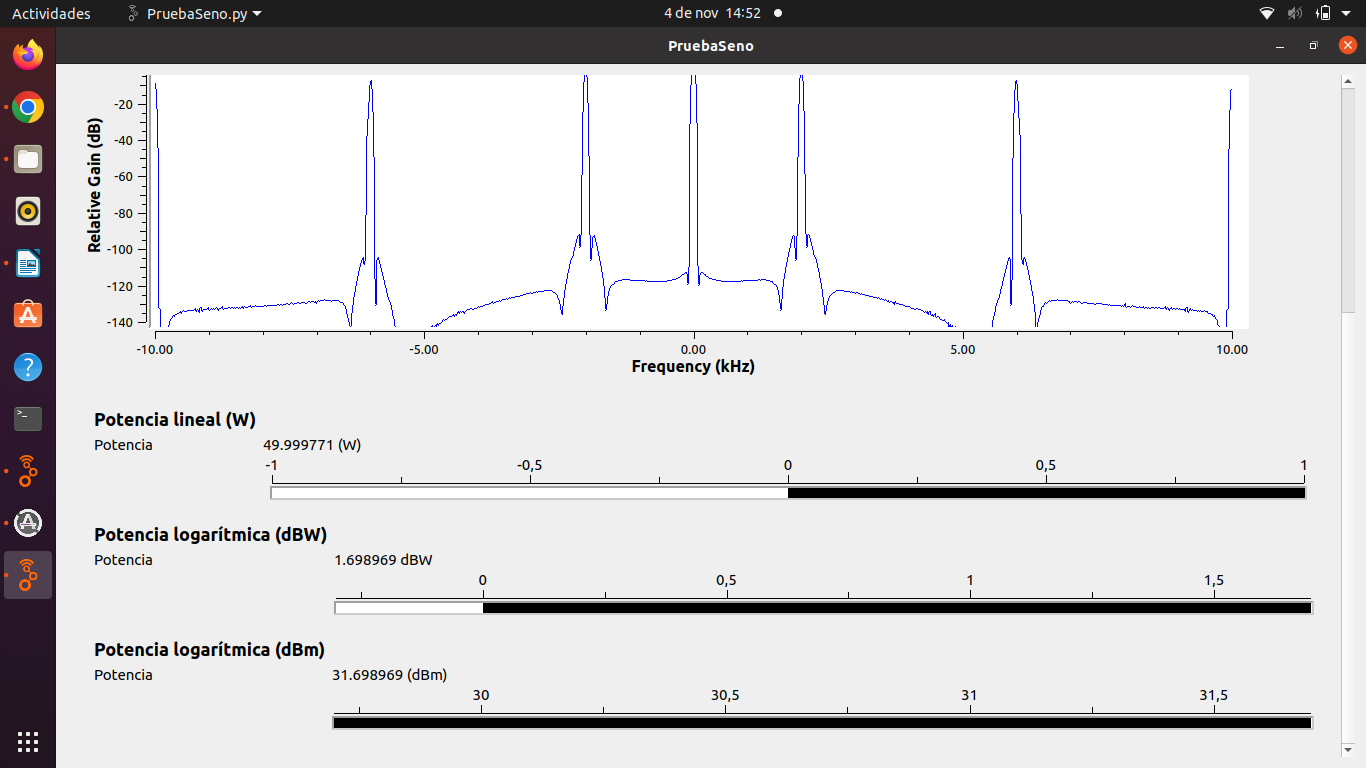 Actividades PruebaSeno.py 4 de nov 14:52
PruebaSeno
Relative Gain (dB)
-20
-40
-60
-80
-100
-120
-140
-10.00 -5.00 0.00 5.00 10.00
Frequency (kHz)
Potencia lineal (W)
Potencia 49.999771 (W)
-1 -0,5 0 0,5 1
Potencia logarítmica (dBW)
Potencia 1.698969 dBW
0 0,5 1 1,5
Potencia logarítmica (dBm)
Potencia 31.698969 (dBm)
30 30,5 31 31,5